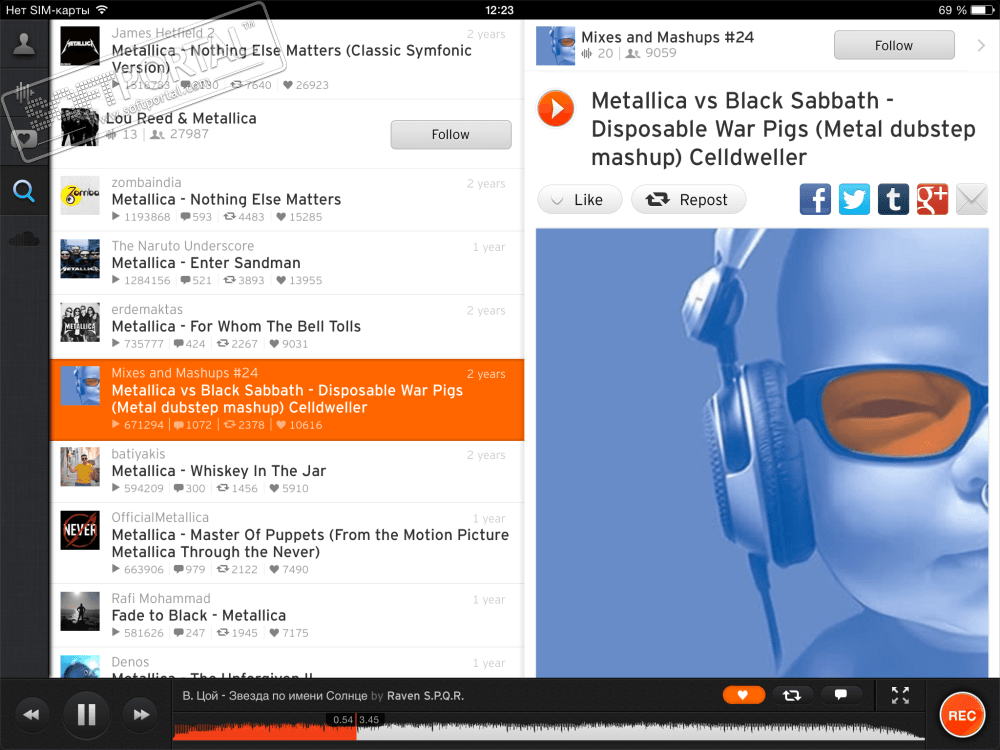 Нет SIM-карты
12:23
69 %
SOFTPORTAL™
www.softportal.com
James Hetfield 2
2 years
Metallica - Nothing Else Matters (Classic Symfonic
Version)
7640
26923
Lou Reed & Metallica
13
27987
Follow
zombaindia
2 years
Metallica - Nothing Else Matters
1193868
593
4483
15285
The Naruto Underscore
1 year
Metallica - Enter Sandman
1284156
521
3893
13955
erdemaktas
2 years
Metallica - For Whom The Bell Tolls
735777
424
2267
9031
Mixes and Mashups #24
2 years
Metallica vs Black Sabbath - Disposable War Pigs
(Metal dubstep mashup) Celldweller
671294
1072
2378
10616
batiyakis
2 years
Metallica - Whiskey In The Jar
594209
300
1456
5910
OfficialMetallica
1 year
Metallica - Master Of Puppets (From the Motion Picture
Metallica Through the Never)
663906
979
2122
7490
Rafi Mohammad
1 year
Fade to Black - Metallica
581626
247
1945
7175
Denos
1 year
Metallica - The Unforgiven II
Mixes and Mashups #24
20
9059
Follow
Metallica vs Black Sabbath -
Disposable War Pigs (Metal dubstep
mashup) Celldweller
Like
Repost
METALLICA
Zomba
METALLICA
METALLICA
NEVER
В. Цой - Звезда по имени Солнце by Raven S.P.Q.R.
0.54
3.45
REC